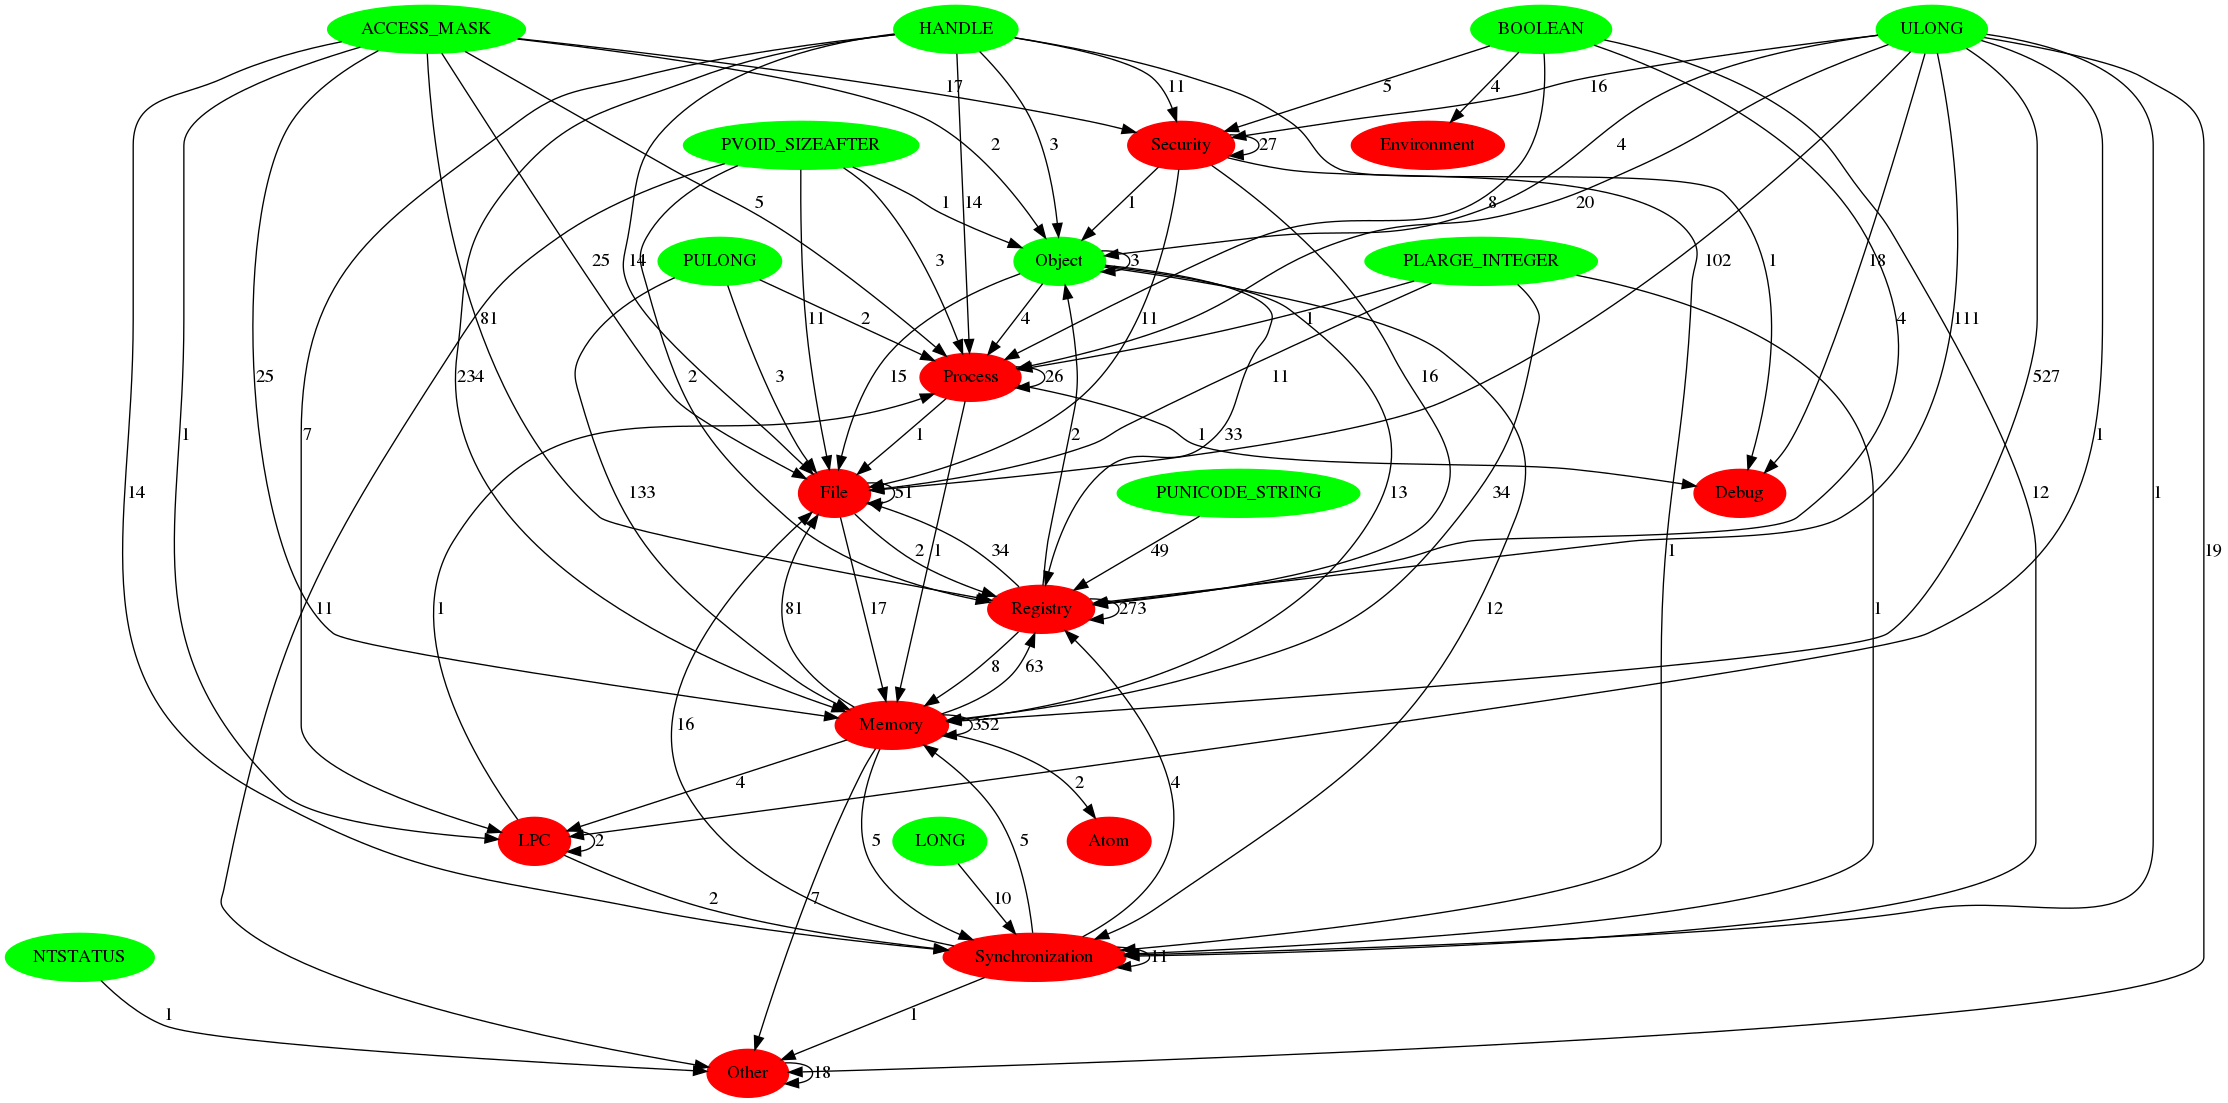 ACCESS_MASK HANDLE BOOLEAN ULONG
17 11 5 4 16
PVOID_SIZEAFTER Security 27 Environment
2 3 4
5 1 14 1 8 20
PULONG Object 3 PLARGE_INTEGER
25 14 3 102 1 18
81 11 2 4 1 4 111
25 234 2 Process 26 15 16 11 527
14 1 7 3 133 1 1 33 1
File 51 PUNICODE_STRING 13 34 Debug 12 1
2 34 49 1 1 19
11 1 81 17 Registry 273 2 12 1
8 63
16 Memory 352
4 2 4
LPC 2 5 LONG 5 Atom
2 7 10
NTSTATUS Synchronization 11
1 1
Other 18